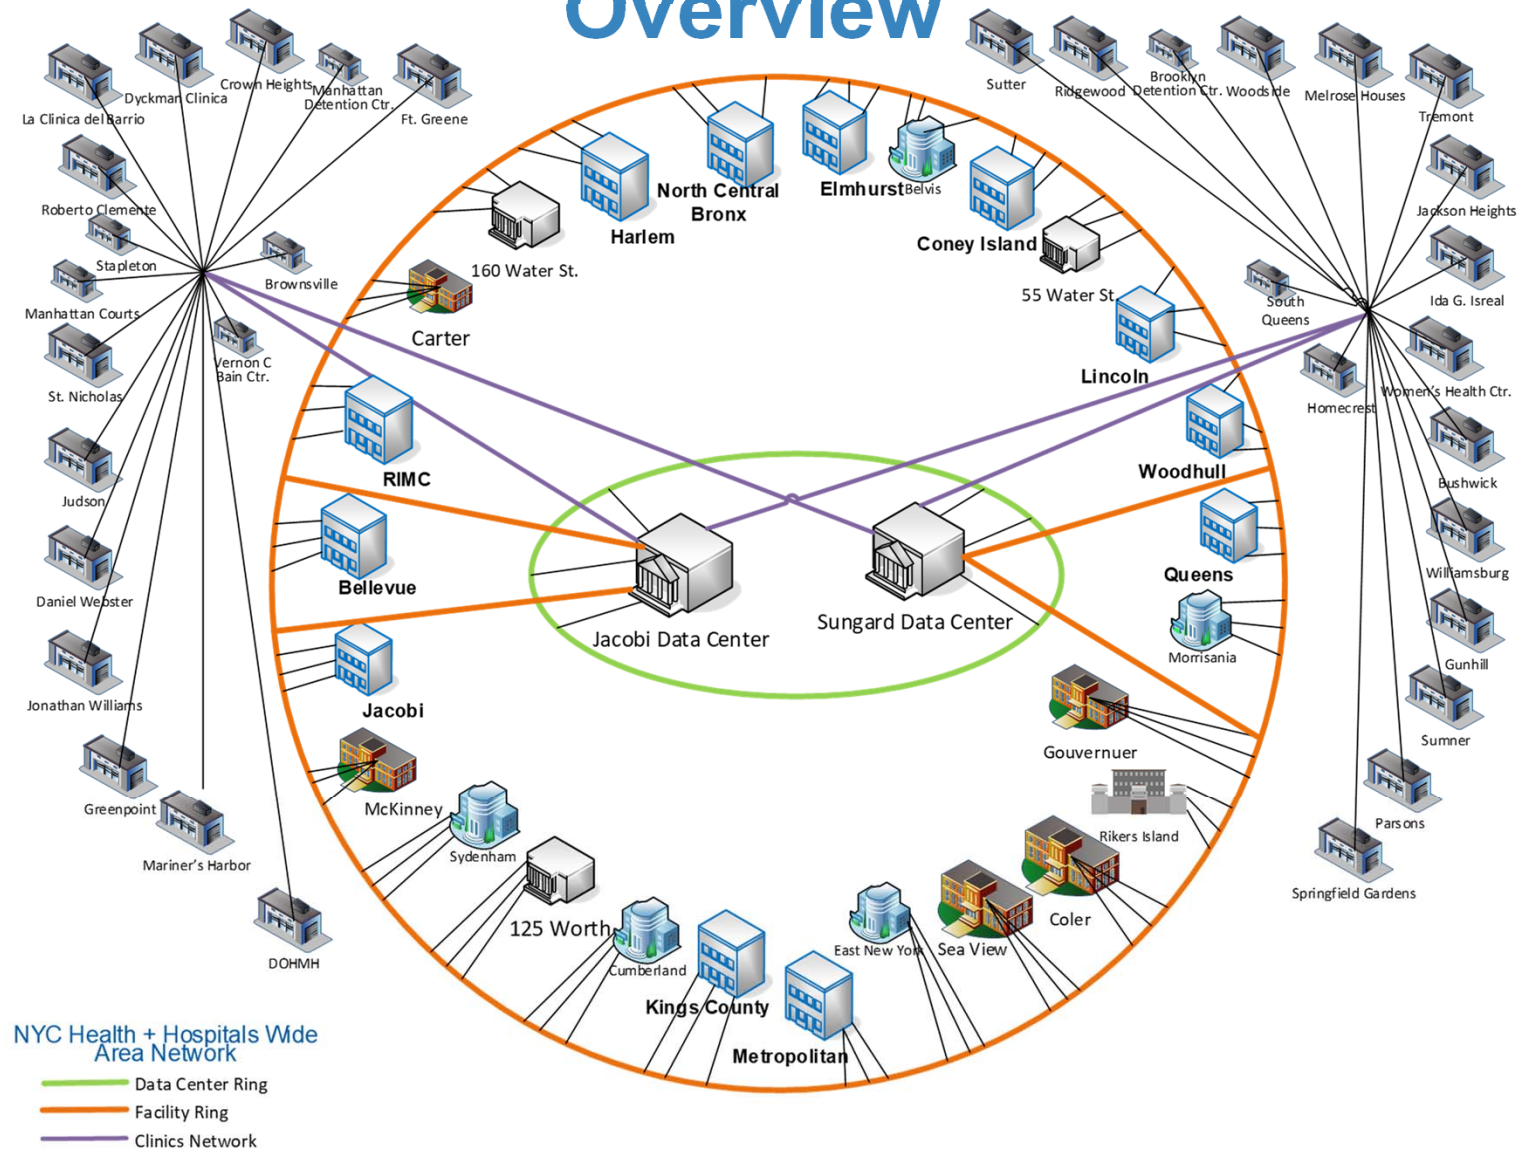 Overview
La Clinica del Barrio
Dyckman Clinica
Crown Heights
Manhattan
Detention Ctr.
Ft. Greene
Roberto Clemente
Stapleton
Manhattan Courts
Brownsville
Vernon C
Bain Ctr.
St. Nicholas
Judson
Daniel Webster
Jonathan Williams
Greenpoint
Mariner's Harbor
DOHMH
Sutter
Ridgewood
Brooklyn
Detention Ctr.
Woodside
Melrose Houses
Tremont
Jackson Heights
Ida G. Isreal
South
Queens
Homecrest
Women's Health Ctr.
Bushwick
Williamsburg
Gunhill
Sumner
Parsons
Springfield Gardens
North Central
Bronx
Elmhurst
Belvis
Harlem
Coney Island
160 Water St.
55 Water St.
Carter
Lincoln
RIMC
Woodhull
Bellevue
Queens
Jacobi Data Center
Sungard Data Center
Morrisania
Jacobi
Gouvernuer
McKinney
Rikers Island
Sydenham
Coler
125 Worth
East New York
Sea View
Cumberland
Kings County
Metropolitan
NYC Health + Hospitals Wide
Area Network
Data Center Ring
Facility Ring
Clinics Network